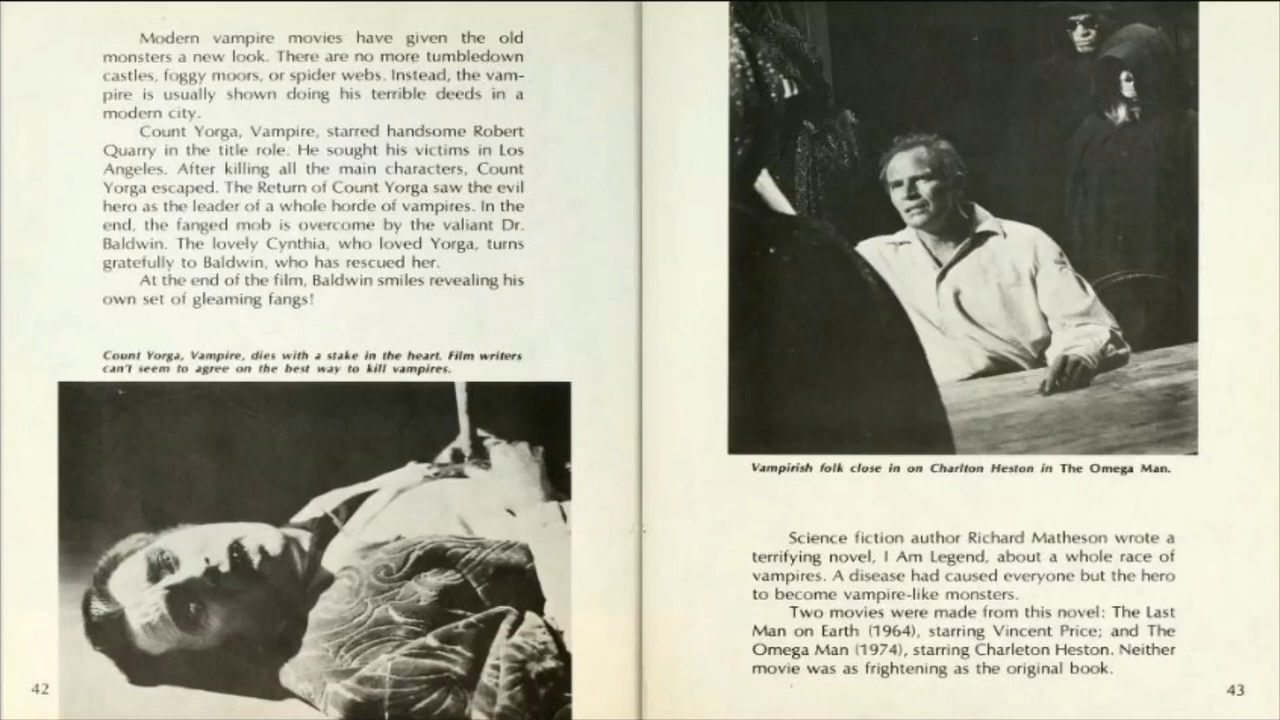 Modern vampire movies have given the old
monsters a new look. There are no more tumbledown
castles, foggy moors, or spider webs. Instead, the vam-
pire is usually shown doing his terrible deeds in a
modern city.
Count Yorga, Vampire, starred handsome Robert
Quarry in the title role. He sought his victims in Los
Angeles. After killing all the main characters, Count
Yorga escaped. The Return of Count Yorga saw the evil
hero as the leader of a whole horde of vampires. In the
end, the fanged mob is overcome by the valiant Dr.
Baldwin. The lovely Cynthia, who loved Yorga, turns
gratefully to Baldwin, who has rescued her.
At the end of the film, Baldwin smiles revealing his
own set of gleaming fangs!
Count Yorga, Vampire, dies with a stake in the heart. Film writers
can't seem to agree on the best way to kill vampires.
42
Vampirish folk close in on Charlton Heston in The Omega Man.
Science fiction author Richard Matheson wrote a
terrifying novel, I Am Legend, about a whole race of
vampires. A disease had caused everyone but the hero
to become vampire-like monsters.
Two movies were made from this novel: The Last
Man on Earth (1964), starring Vincent Price; and The
Omega Man (1974), starring Charleton Heston. Neither
movie was as frightening as the original book.
43